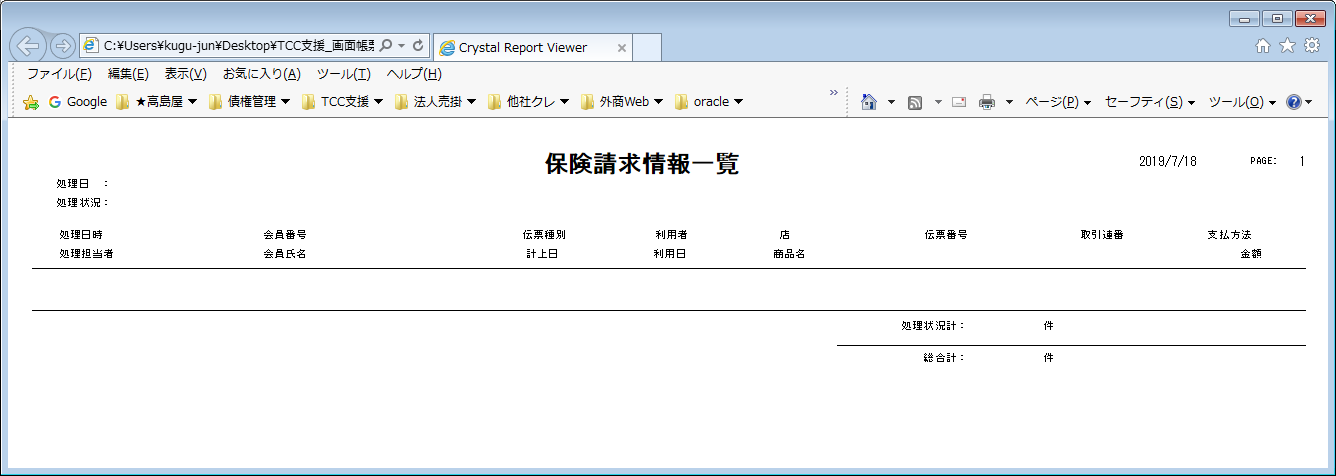 C:¥Users¥kugu-jun¥Desktop¥TCC支援_画面帳票
Crystal Report Viewer
ファイル(F) 編集(E) 表示(V) お気に入り(A) ツール(T) ヘルプ(H)
Google ★高島屋 債権管理 TCC支援 法人売掛 他社クレ 外商Web oracle » ページ(P) セーフティ(S) ツール(O)
保険請求情報一覧 2019/7/18 PAGE: 1
処理日 :
処理状況:
処理日時 会員番号 伝票種別 利用者 店 伝票番号 取引連番 支払方法
処理担当者 会員氏名 計上日 利用日 商品名 金額
処理状況計: 件
総合計: 件